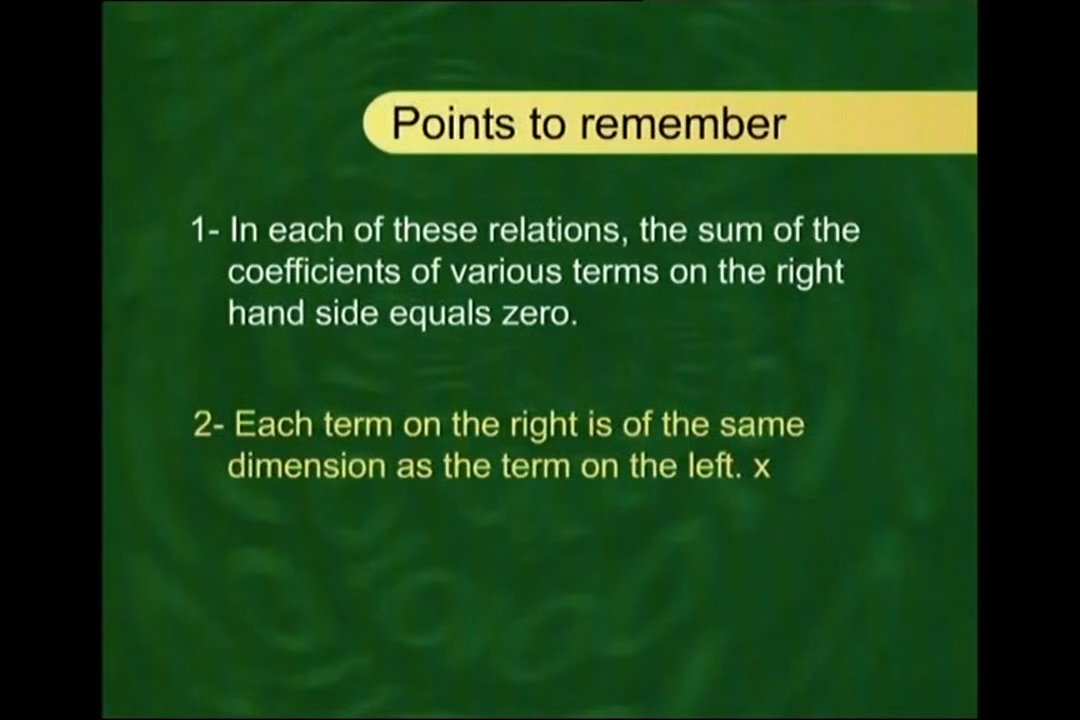 Points to remember
1- In each of these relations, the sum of the
coefficients of various terms on the right
hand side equals zero.
2- Each term on the right is of the same
dimension as the term on the left. x